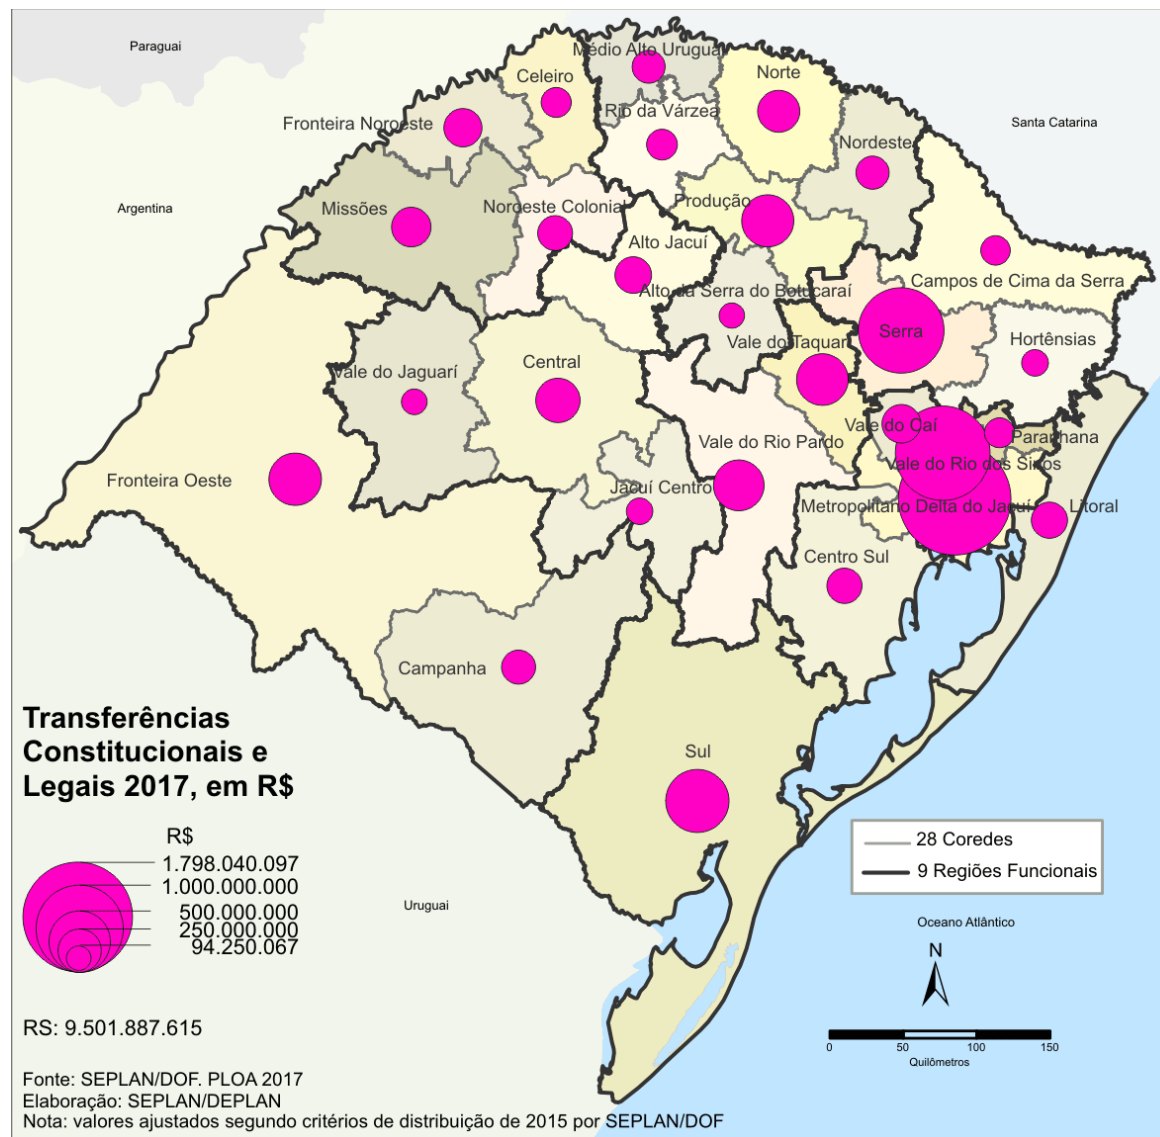 Paraguai
Médio Alto Uruguai
Celeiro
Norte
Rio da Várzea
Fronteira Noroeste
Santa Catarina
Nordeste
Argentina
Missões
Noroeste Colonial
Produção
Alto Jacuí
Campos de Cima da Serra
Alto da Serra do Botucaraí
Serra
Hortênsias
Vale do Taquari
Central
Vale do Jaguarí
Vale do Caí
Paranhana
Vale do Rio Pardo
Vale do Rio dos Sinos
Fronteira Oeste
Jacuí Centro
Metropolitano Delta do Jacuí
Litoral
Centro Sul
Campanha
Sul
Transferências
Constitucionais e
Legais 2017, em R$
R$
1.798.040.097
1.000.000.000
500.000.000
250.000.000
94.250.067
28 Coredes
9 Regiões Funcionais
Uruguai
Oceano Atlântico
N
0 50 100 150
Quilômetros
RS: 9.501.887.615
Fonte: SEPLAN/DOF. PLOA 2017
Elaboração: SEPLAN/DEPLAN
Nota: valores ajustados segundo critérios de distribuição de 2015 por SEPLAN/DOF